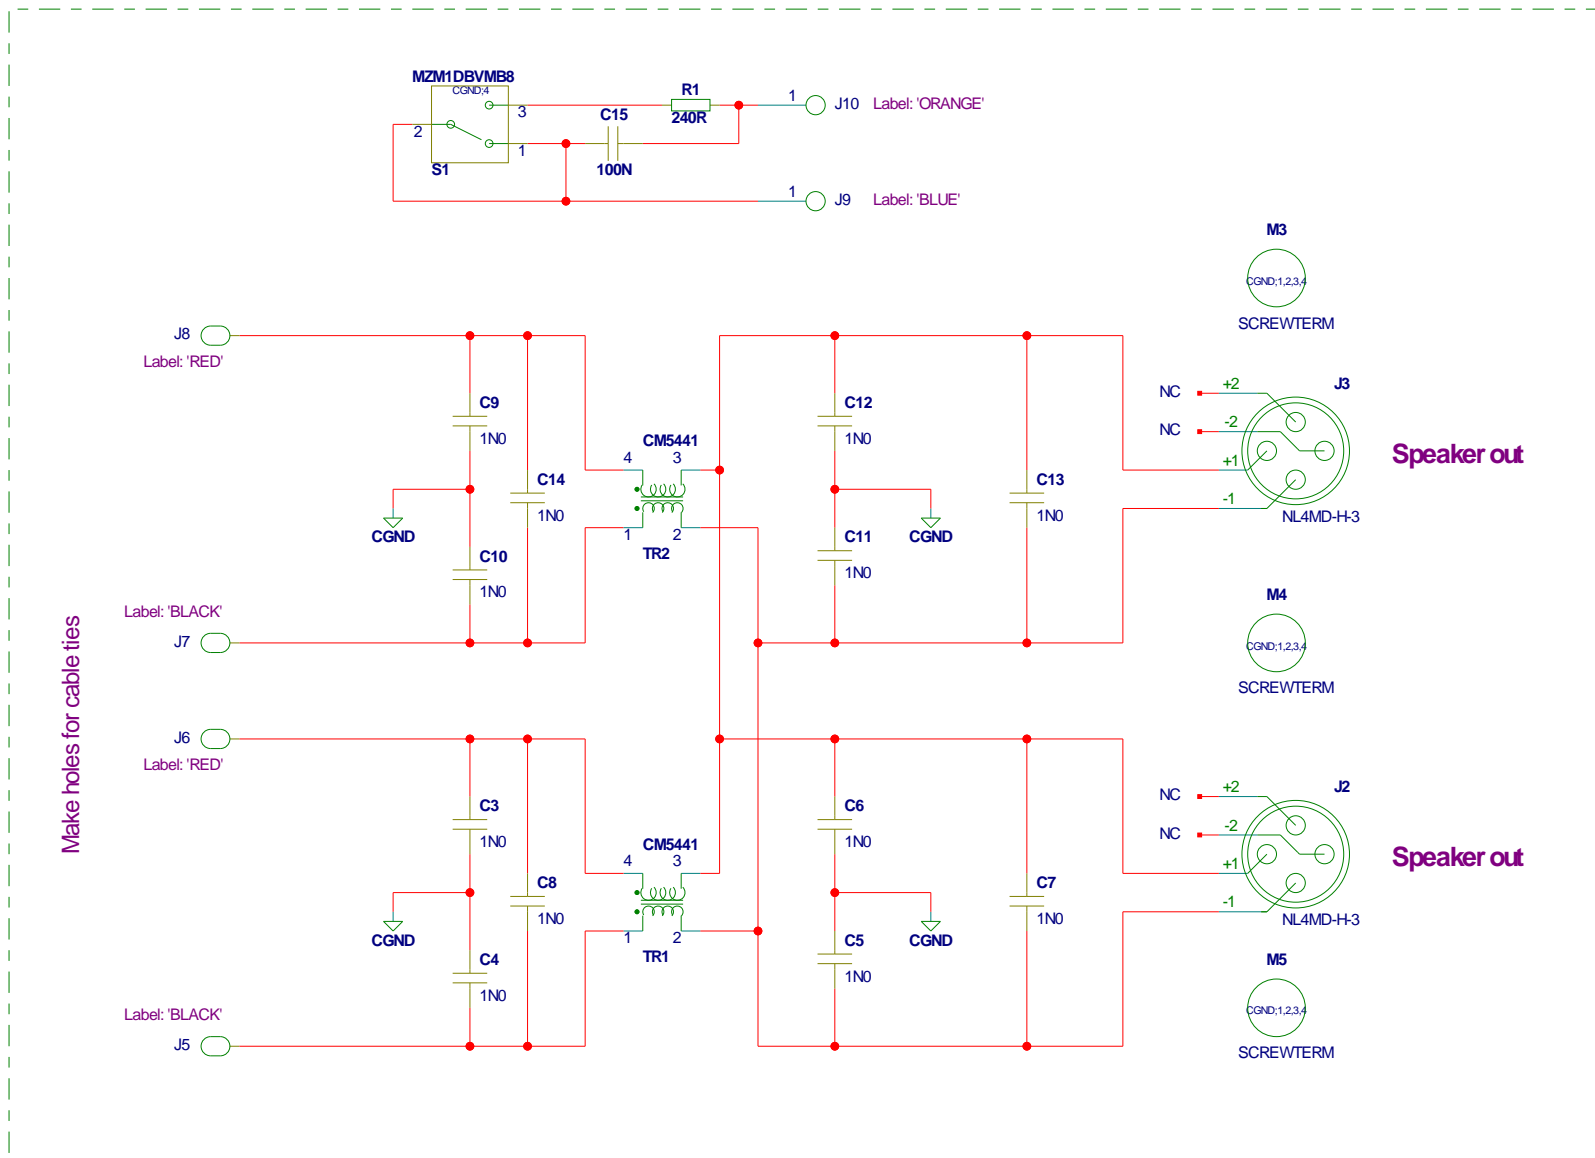 MZM1DBVMB8
CGND;4
3
2
1
S1
R1
240R
C15
100N
1
J10
Label: 'ORANGE'
1
J9
Label: 'BLUE'
M3
CGND;1,2,3,4
SCREWTERM
J8
Label: 'RED'
C9
1N0
C14
1N0
CGND
C10
1N0
CM5441
4
3
1
2
TR2
C12
1N0
CGND
C11
1N0
C13
1N0
NC
+2
NC
-2
+1
-1
J3
NL4MD-H-3
Speaker out
Label: 'BLACK'
J7
M4
CGND;1,2,3,4
SCREWTERM
Make holes for cable ties
J6
Label: 'RED'
C3
1N0
C8
1N0
CGND
C4
1N0
CM5441
4
3
1
2
TR1
C6
1N0
CGND
C5
1N0
C7
1N0
NC
+2
NC
-2
+1
-1
J2
NL4MD-H-3
Speaker out
Label: 'BLACK'
J5
M5
CGND;1,2,3,4
SCREWTERM